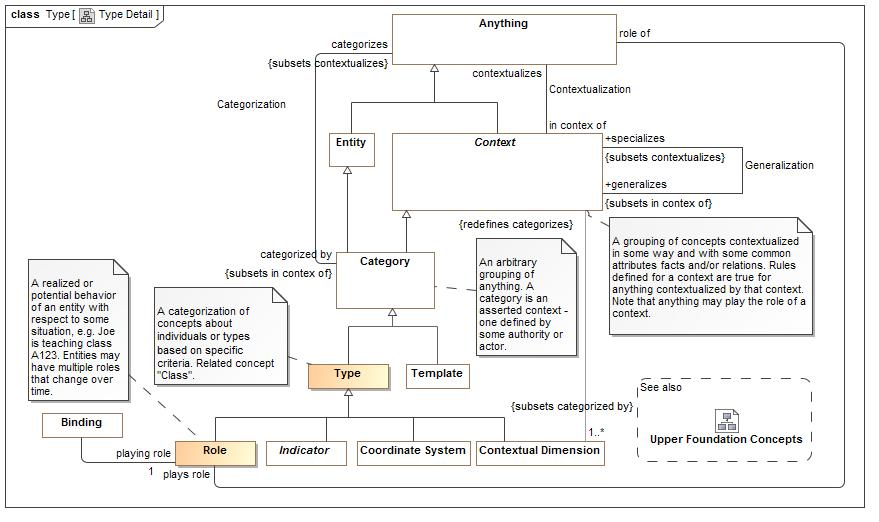 class Type [ Type Detail ]
Anything
role of
categorizes
{subsets contextualizes}
contextualizes
Contextualization
Categorization
in contex of
Entity
Context
+specializes
{subsets contextualizes}
Generalization
+generalizes
{subsets in contex of}
{redefines categorizes}
categorized by
{subsets in contex of}
Category
An arbitrary
grouping of
anything. A
category is an
asserted context -
one defined by
some authority or
actor.
A grouping of concepts contextualized
in some way and with some common
attributes facts and/or relations. Rules
defined for a context are true for
anything contextualized by that context.
Note that anything may play the role of a
context.
A realized or
potential behavior
of an entity with
respect to some
situation, e.g. Joe
is teaching class
A123. Entities may
have multiple roles
that change over
time.
A categorization of
concepts about
individuals or types
based on specific
criteria. Related concept
"Class".
Type
Template
{subsets categorized by}
1..*
See also
Upper Foundation Concepts
Binding
Role
Indicator
Coordinate System
Contextual Dimension
playing role
1
plays role